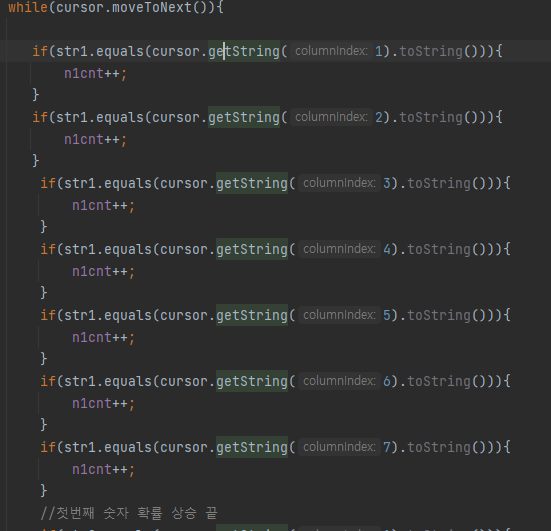 while(cursor.moveToNext()){
if(str1.equals(cursor.getString( columnIndex: 1).toString())){
n1cnt++;
}
if(str1.equals(cursor.getString( columnIndex: 2).toString())){
n1cnt++;
}
if(str1.equals(cursor.getString( columnIndex: 3).toString())){
n1cnt++;
}
if(str1.equals(cursor.getString( columnIndex: 4).toString())){
n1cnt++;
}
if(str1.equals(cursor.getString( columnIndex: 5).toString())){
n1cnt++;
}
if(str1.equals(cursor.getString( columnIndex: 6).toString())){
n1cnt++;
}
if(str1.equals(cursor.getString( columnIndex: 7).toString())){
n1cnt++;
}
//첫번째 숫자 확률 상승 끝